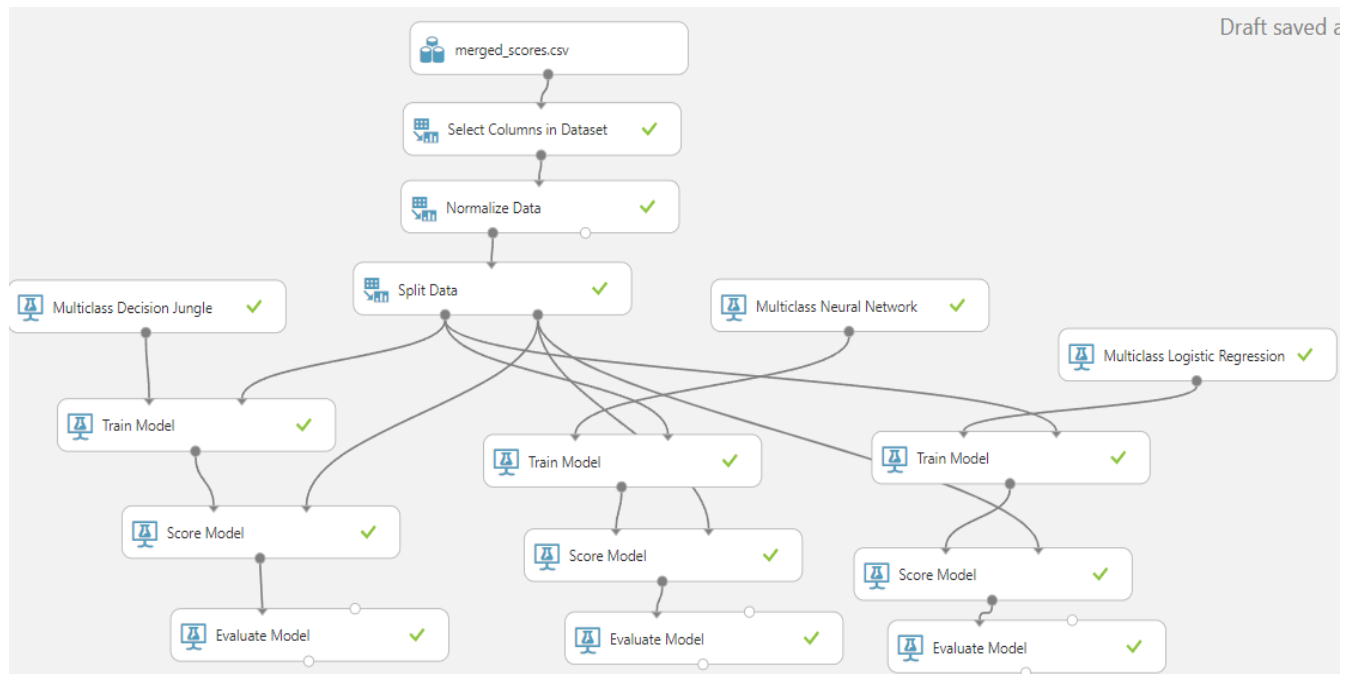 Draft saved a
merged_scores.csv
Select Columns in Dataset
Normalize Data
Split Data
Multiclass Decision Jungle
Multiclass Neural Network
Multiclass Logistic Regression
Train Model
Train Model
Train Model
Score Model
Score Model
Score Model
Evaluate Model
Evaluate Model
Evaluate Model